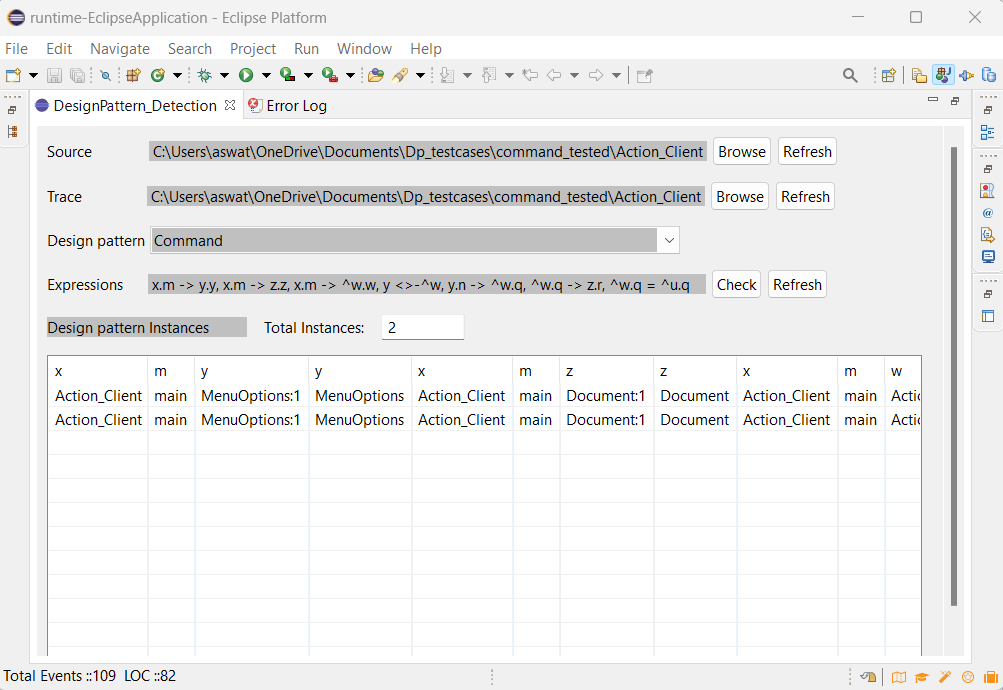 runtime-EclipseApplication - Eclipse Platform
File Edit Navigate Search Project Run Window Help
DesignPattern_Detection Error Log
Source C:\Users\aswat\OneDrive\Documents\Dp_testcases\command_tested\Action_Client Browse Refresh
Trace C:\Users\aswat\OneDrive\Documents\Dp_testcases\command_tested\Action_Client Browse Refresh
Design pattern Command
Expressions x.m -> y.y, x.m -> z.z, x.m -> ^w.w, y <>-^w, y.n -> ^w.q, ^w.q -> z.r, ^w.q = ^u.q Check Refresh
Design pattern Instances Total Instances: 2
x m y y x m z z x m w
Action_Client main MenuOptions:1 MenuOptions Action_Client main Document:1 Document Action_Client main Actic
Action_Client main MenuOptions:1 MenuOptions Action_Client main Document:1 Document Action_Client main Actic
Total Events ::109 LOC ::82